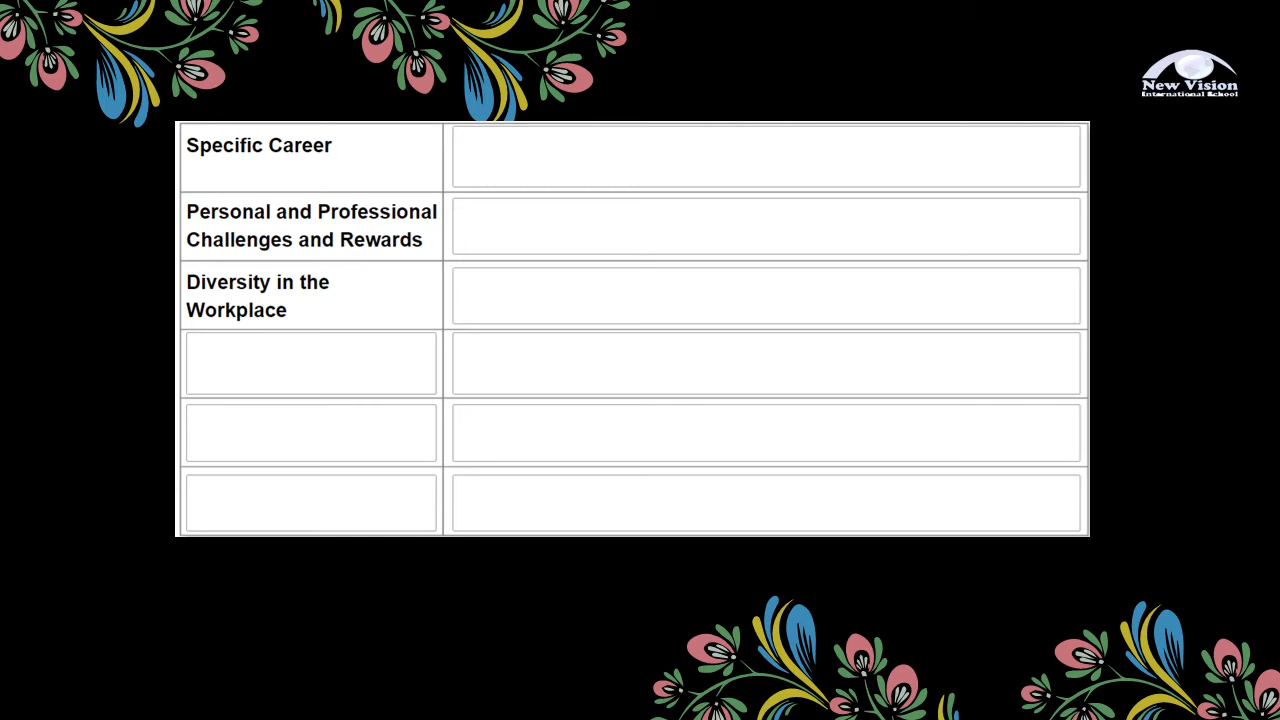 New Vision
International School
Specific Career
Personal and Professional
Challenges and Rewards
Diversity in the
Workplace